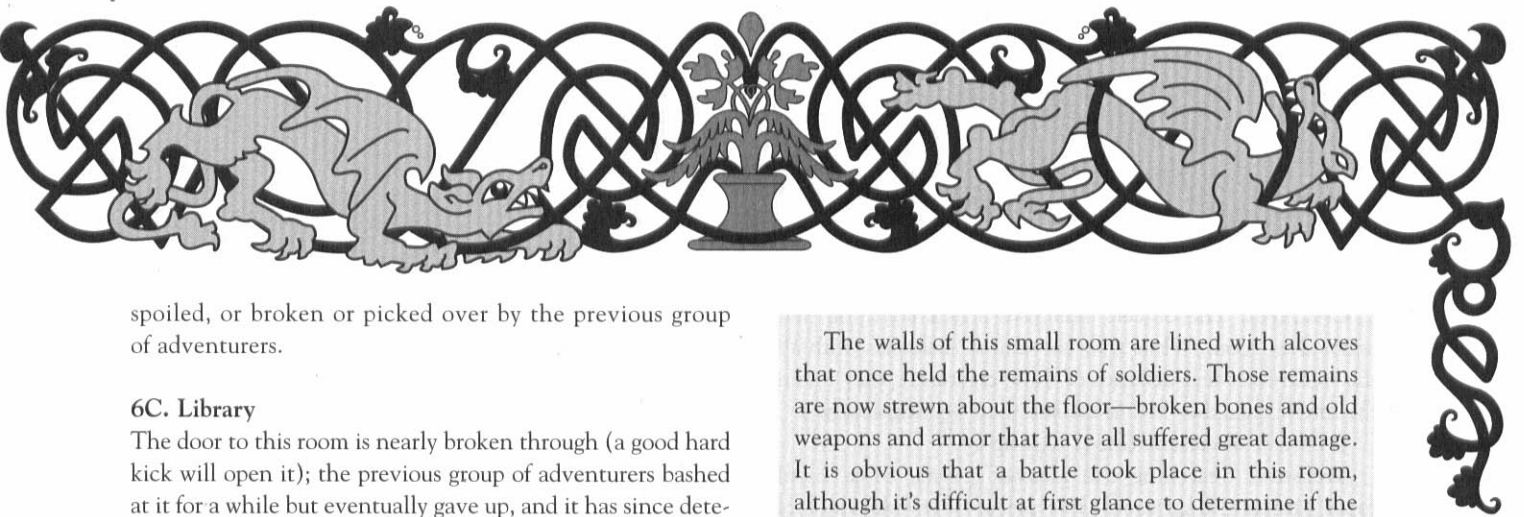 spoiled, or broken or picked over by the previous group
of adventurers.
6C. Library
The door to this room is nearly broken through (a good hard
kick will open it); the previous group of adventurers bashed
at it for a while but eventually gave up, and it has since dete-
The walls of this small room are lined with alcoves
that once held the remains of soldiers. Those remains
are now strewn about the floor—broken bones and old
weapons and armor that have all suffered great damage.
It is obvious that a battle took place in this room,
although it's difficult at first glance to determine if the